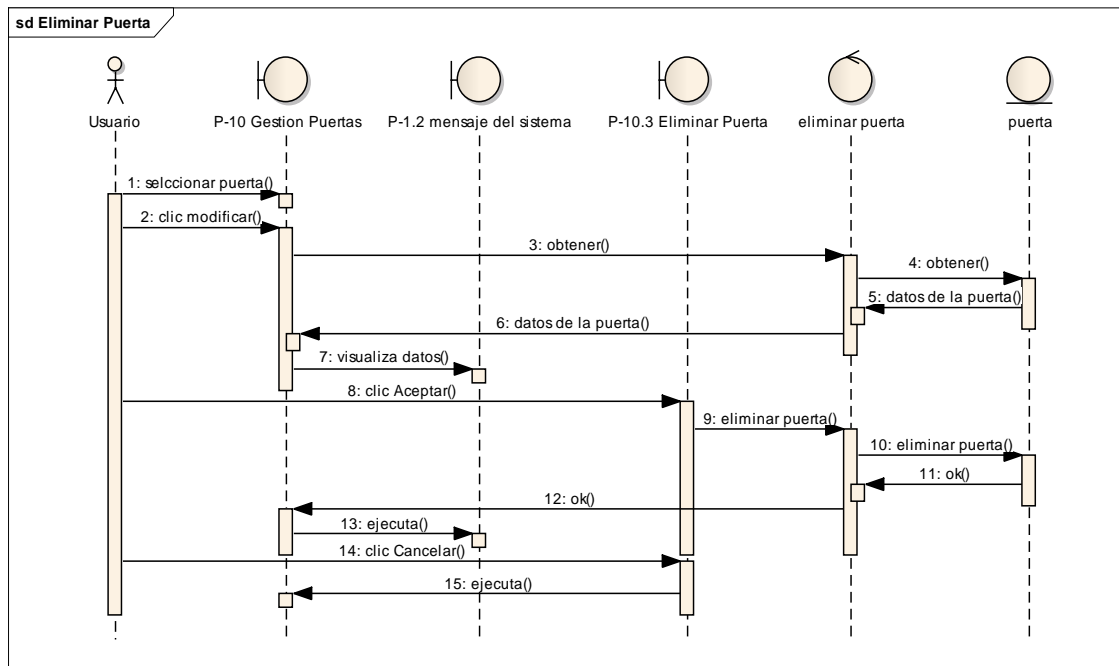 sd Eliminar Puerta
Usuario
P-10 Gestion Puertas
P-1.2 mensaje del sistema
P-10.3 Eliminar Puerta
eliminar puerta
puerta
1: selccionar puerta()
2: clic modificar()
3: obtener()
4: obtener()
5: datos de la puerta()
6: datos de la puerta()
7: visualiza datos()
8: clic Aceptar()
9: eliminar puerta()
10: eliminar puerta()
11: ok()
12: ok()
13: ejecuta()
14: clic Cancelar()
15: ejecuta()